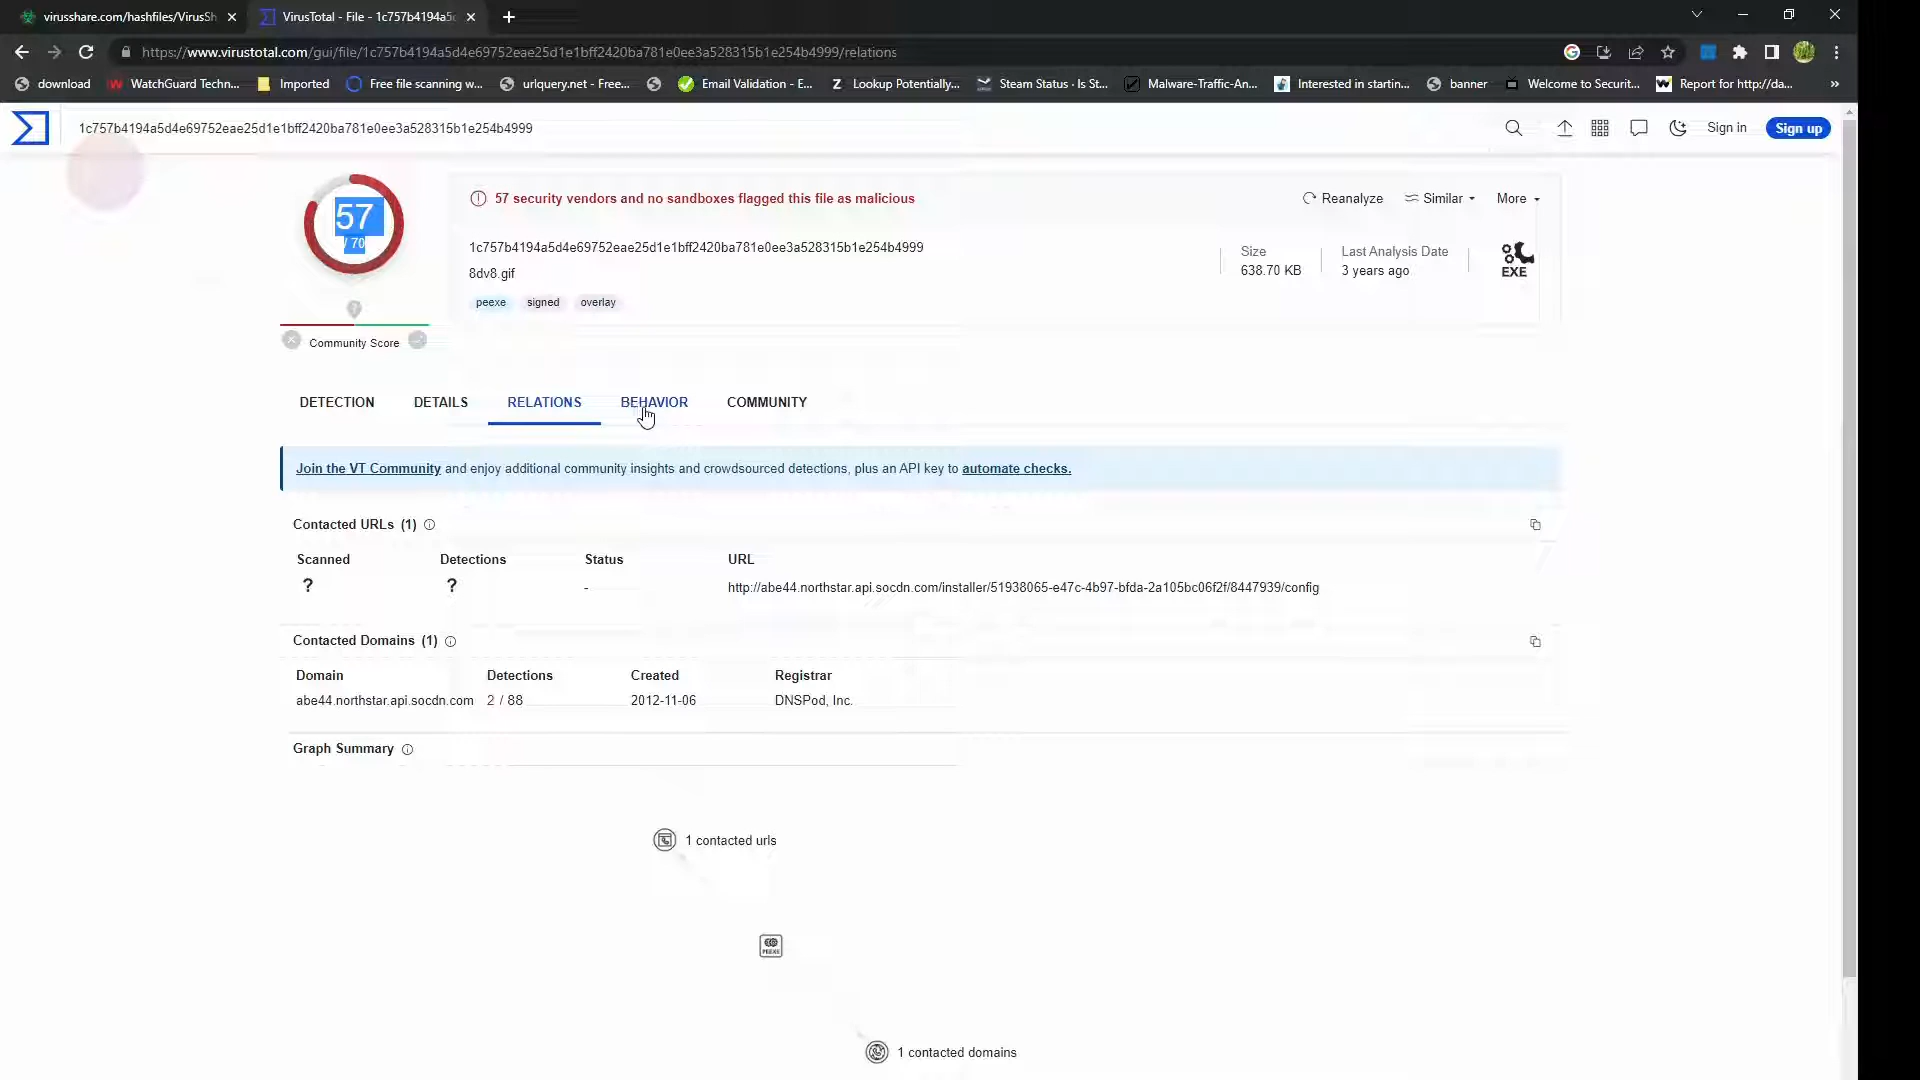 virusshare.com/hashfiles/VirusSh
VirusTotal - File - 1c757b4194a5d
https://www.virustotal.com/gui/file/1c757b4194a5d4e69752eae25d1e1bff2420ba781e0ee3a528315b1e254b4999/relations
download WatchGuard Techn... Imported Free file scanning w... urlquery.net - Free... Email Validation - E... Lookup Potentially... Steam Status · Is St... Malware-Traffic-An... Interested in startin... banner Welcome to Securit... Report for http://da... »
1c757b4194a5d4e69752eae25d1e1bff2420ba781e0ee3a528315b1e254b4999
Sign in Sign up
57
/ 70
Community Score
57 security vendors and no sandboxes flagged this file as malicious
Reanalyze Similar More
1c757b4194a5d4e69752eae25d1e1bff2420ba781e0ee3a528315b1e254b4999
8dv8.gif
peexe signed overlay
Size
638.70 KB
Last Analysis Date
3 years ago
EXE
DETECTION DETAILS RELATIONS BEHAVIOR COMMUNITY
Join the VT Community and enjoy additional community insights and crowdsourced detections, plus an API key to automate checks.
Contacted URLs (1)
Scanned Detections Status URL
? ? - http://abe44.northstar.api.socdn.com/installer/51938065-e47c-4b97-bfda-2a105bc06f2f/8447939/config
Contacted Domains (1)
Domain Detections Created Registrar
abe44.northstar.api.socdn.com 2 / 88 2012-11-06 DNSPod, Inc.
Graph Summary
1 contacted urls
PEEXE
1 contacted domains